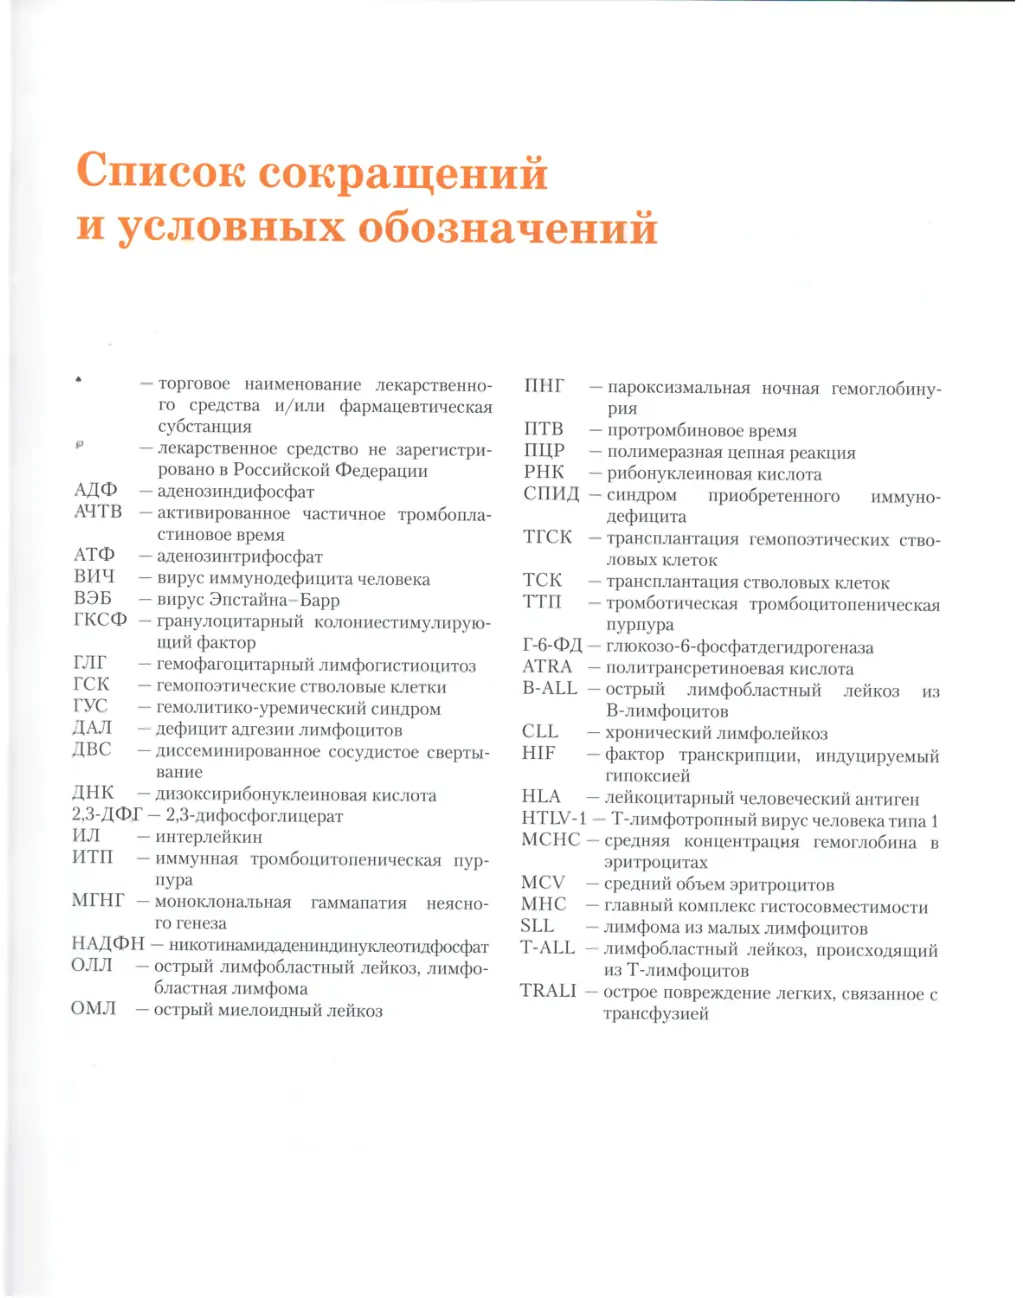 Список сокращений
и условных обозначений
♠ — торговое наименование лекарственно-
го средства и/или фармацевтическая
субстанция
℘ — лекарственное средство не зарегистри-
ровано в Российской Федерации
АДФ — аденозиндифосфат
АЧТВ — активированное частичное тромбопла-
стиновое время
АТФ — аденозинтрифосфат
ВИЧ — вирус иммунодефицита человека
ВЭБ — вирус Эпстайна–Барр
ГКСФ — гранулоцитарный колониестимулирую-
щий фактор
ГЛГ — гемофагоцитарный лимфогистиоцитоз
ГСК — гемопоэтические стволовые клетки
ГУС — гемолитико-уремический синдром
ДАЛ — дефицит адгезии лимфоцитов
ДВС — диссеминированное сосудистое сверты-
вание
ДНК — дизоксирибонуклеиновая кислота
2,3-ДФГ — 2,3-дифосфоглицерат
ИЛ — интерлейкин
ИТП — иммунная тромбоцитопеническая пур-
пура
МГНГ — моноклональная гаммапатия неясно-
го генеза
НАДФН — никотинамидадениндинуклеотидфосфат
ОЛЛ — острый лимфобластный лейкоз, лимфо-
бластная лимфома
ОМЛ — острый миелоидный лейкоз
ПНГ — пароксизмальная ночная гемоглобину-
рия
ПТВ — протромбиновое время
ПЦР — полимеразная цепная реакция
РНК — рибонуклеиновая кислота
СПИД — синдром приобретенного иммуно-
дефицита
ТГСК — трансплантация гемопоэтических ство-
ловых клеток
ТСК — трансплантация стволовых клеток
ТТП — тромботическая тромбоцитопеническая
пурпура
Г-6-ФД — глюкозо-6-фосфатдегидрогеназа
ATRA — политрансретиноевая кислота
B-ALL — острый лимфобластный лейкоз из
В-лимфоцитов
CLL — хронический лимфолейкоз
HIF — фактор транскрипции, индуцируемый
гипоксией
HLA — лейкоцитарный человеческий антиген
HTLV-1 — Т-лимфотропный вирус человека типа 1
MCHC — средняя концентрация гемоглобина в
эритроцитах
MCV — средний объем эритроцитов
MHC — главный комплекс гистосовместимости
SLL — лимфома из малых лимфоцитов
T-ALL — лимфобластный лейкоз, происходящий
из Т-лимфоцитов
TRALI — острое повреждение легких, связанное с
трансфузией